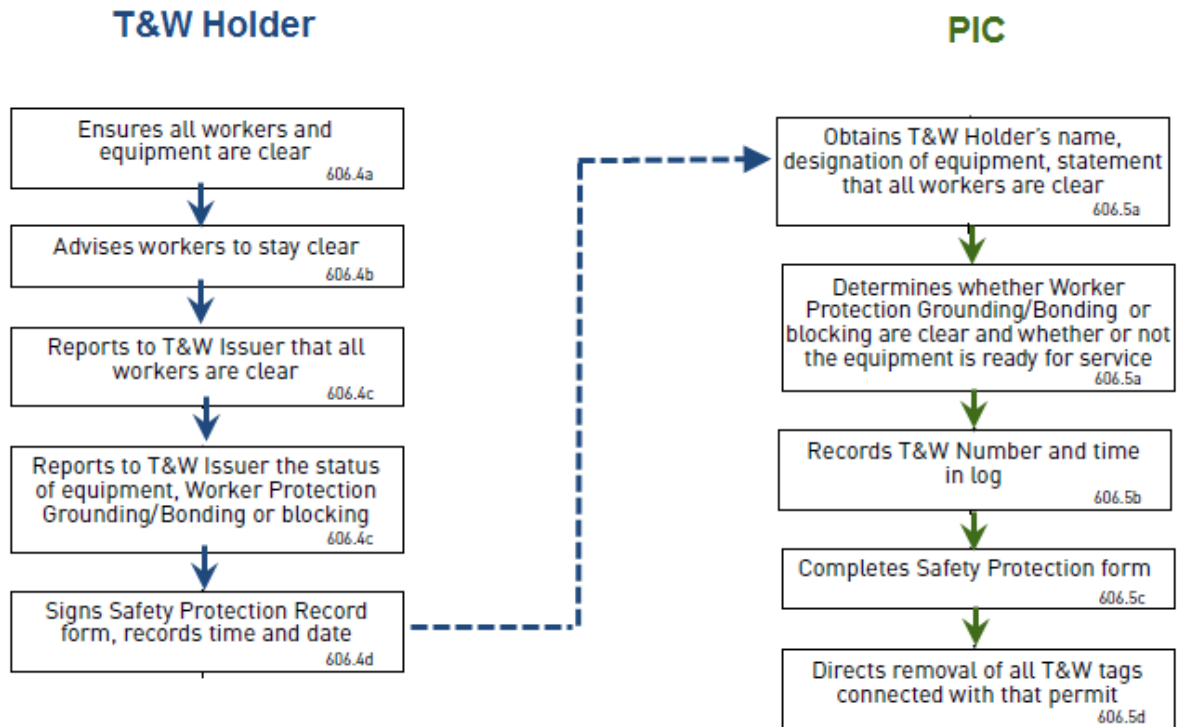 T&W Holder
Ensures all workers and
equipment are clear
606.4a
Advises workers to stay clear
606.4b
Reports to T&W Issuer that all
workers are clear
606.4c
Reports to T&W Issuer the status
of equipment, Worker Protection
Grounding/Bonding or blocking
606.4c
Signs Safety Protection Record
form, records time and date
606.4d
PIC
Obtains T&W Holder's name,
designation of equipment, statement
that all workers are clear
606.5a
Determines whether Worker
Protection Grounding/Bonding or
blocking are clear and whether or not
the equipment is ready for service
606.5a
Records T&W Number and time
in log
606.5b
Completes Safety Protection form
606.5c
Directs removal of all T&W tags
connected with that permit
606.5d